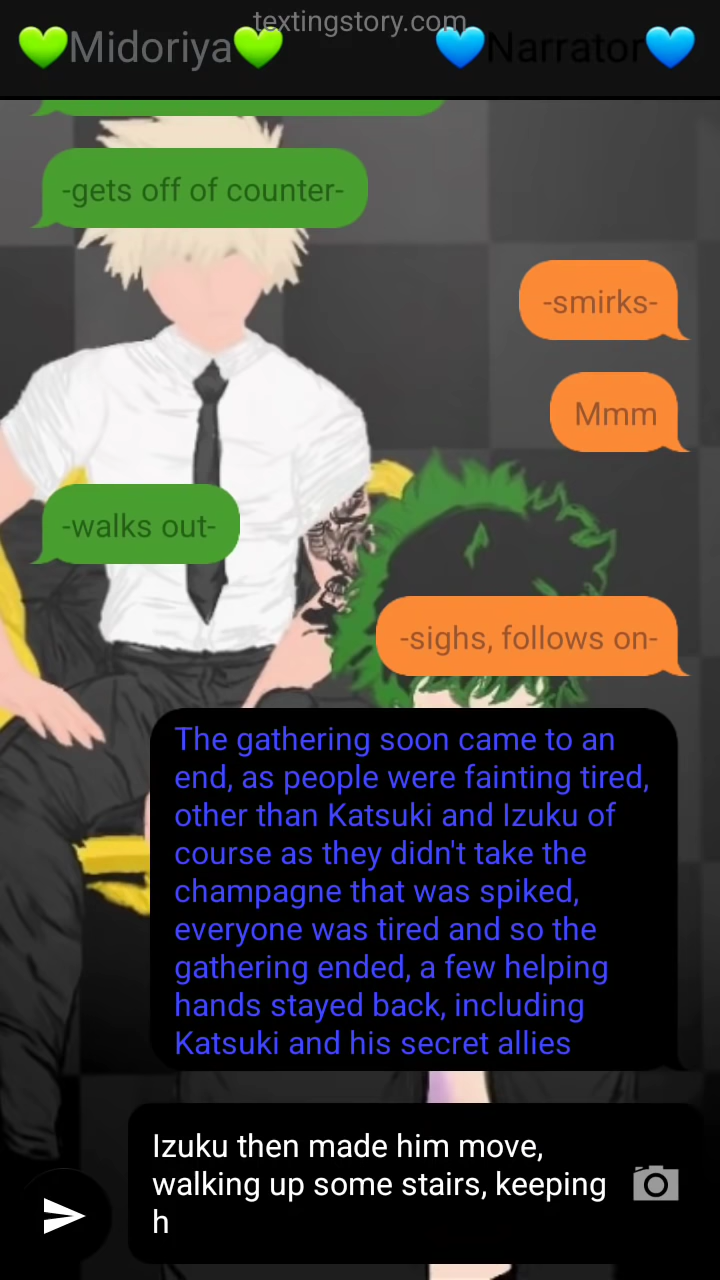 textingstory.com
💚Midoriya💚
💙Narrator💙
-gets off of counter-
-smirks-
Mmm
-walks out-
-sighs, follows on-
The gathering soon came to an
end, as people were fainting tired,
other than Katsuki and Izuku of
course as they didn't take the
champagne that was spiked,
everyone was tired and so the
gathering ended, a few helping
hands stayed back, including
Katsuki and his secret allies
Izuku then made him move,
walking up some stairs, keeping
h